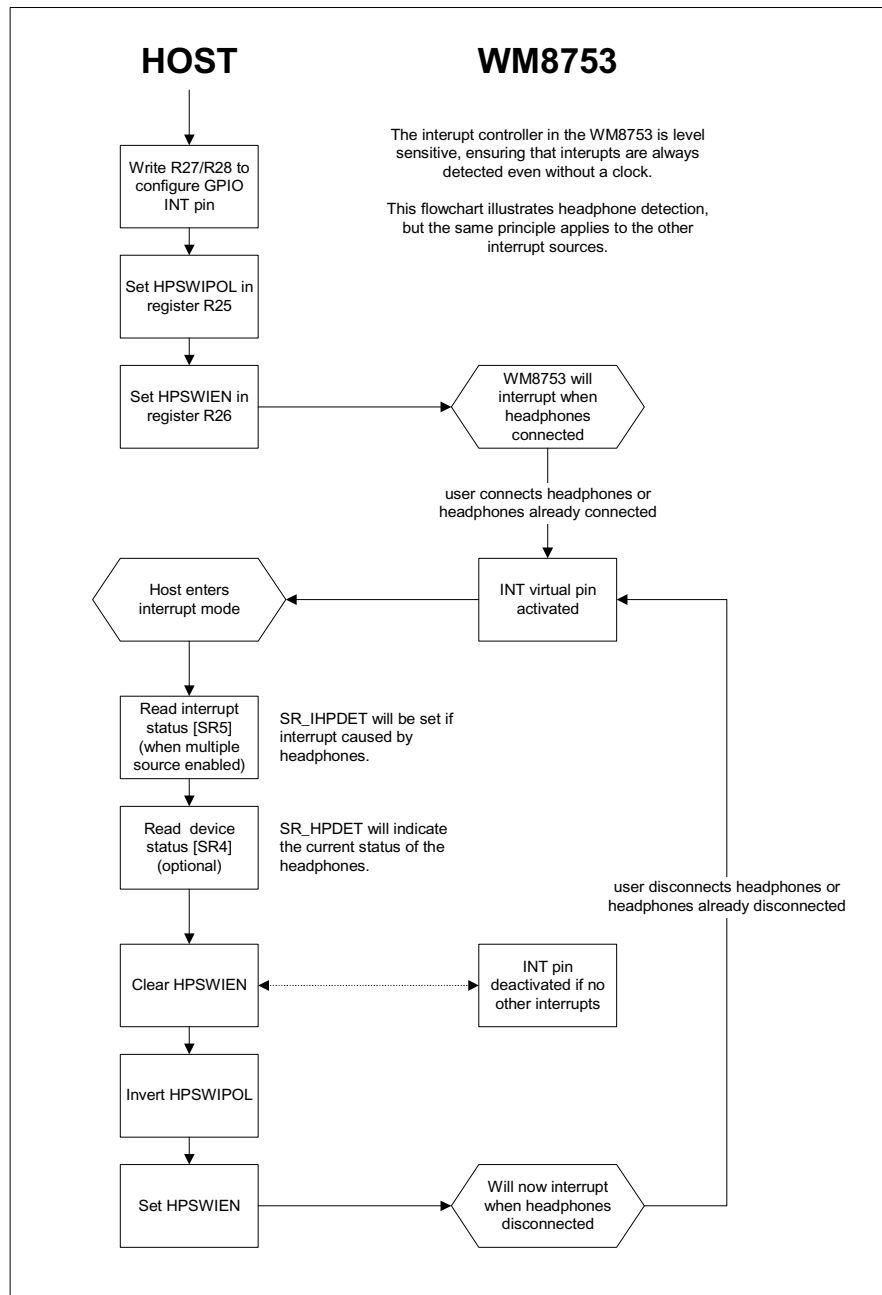 HOST
WM8753
The interupt controller in the WM8753 is level
sensitive, ensuring that interupts are always
detected even without a clock.
This flowchart illustrates headphone detection,
but the same principle applies to the other
interrupt sources.
Write R27/R28 to
configure GPIO
INT pin
Set HPSWIPOL in
register R25
Set HPSWIEN in
register R26
WM8753 will
interrupt when
headphones
connected
user connects headphones or
headphones already connected
Host enters
interrupt mode
INT virtual pin
activated
Read interrupt
status [SR5]
(when multiple
source enabled)
SR_IHPDET will be set if
interrupt caused by
headphones.
Read device
status [SR4]
(optional)
SR_HPDET will indicate
the current status of the
headphones.
user disconnects headphones or
headphones already disconnected
Clear HPSWIEN
INT pin
deactivated if no
other interrupts
Invert HPSWIPOL
Set HPSWIEN
Will now interrupt
when headphones
disconnected